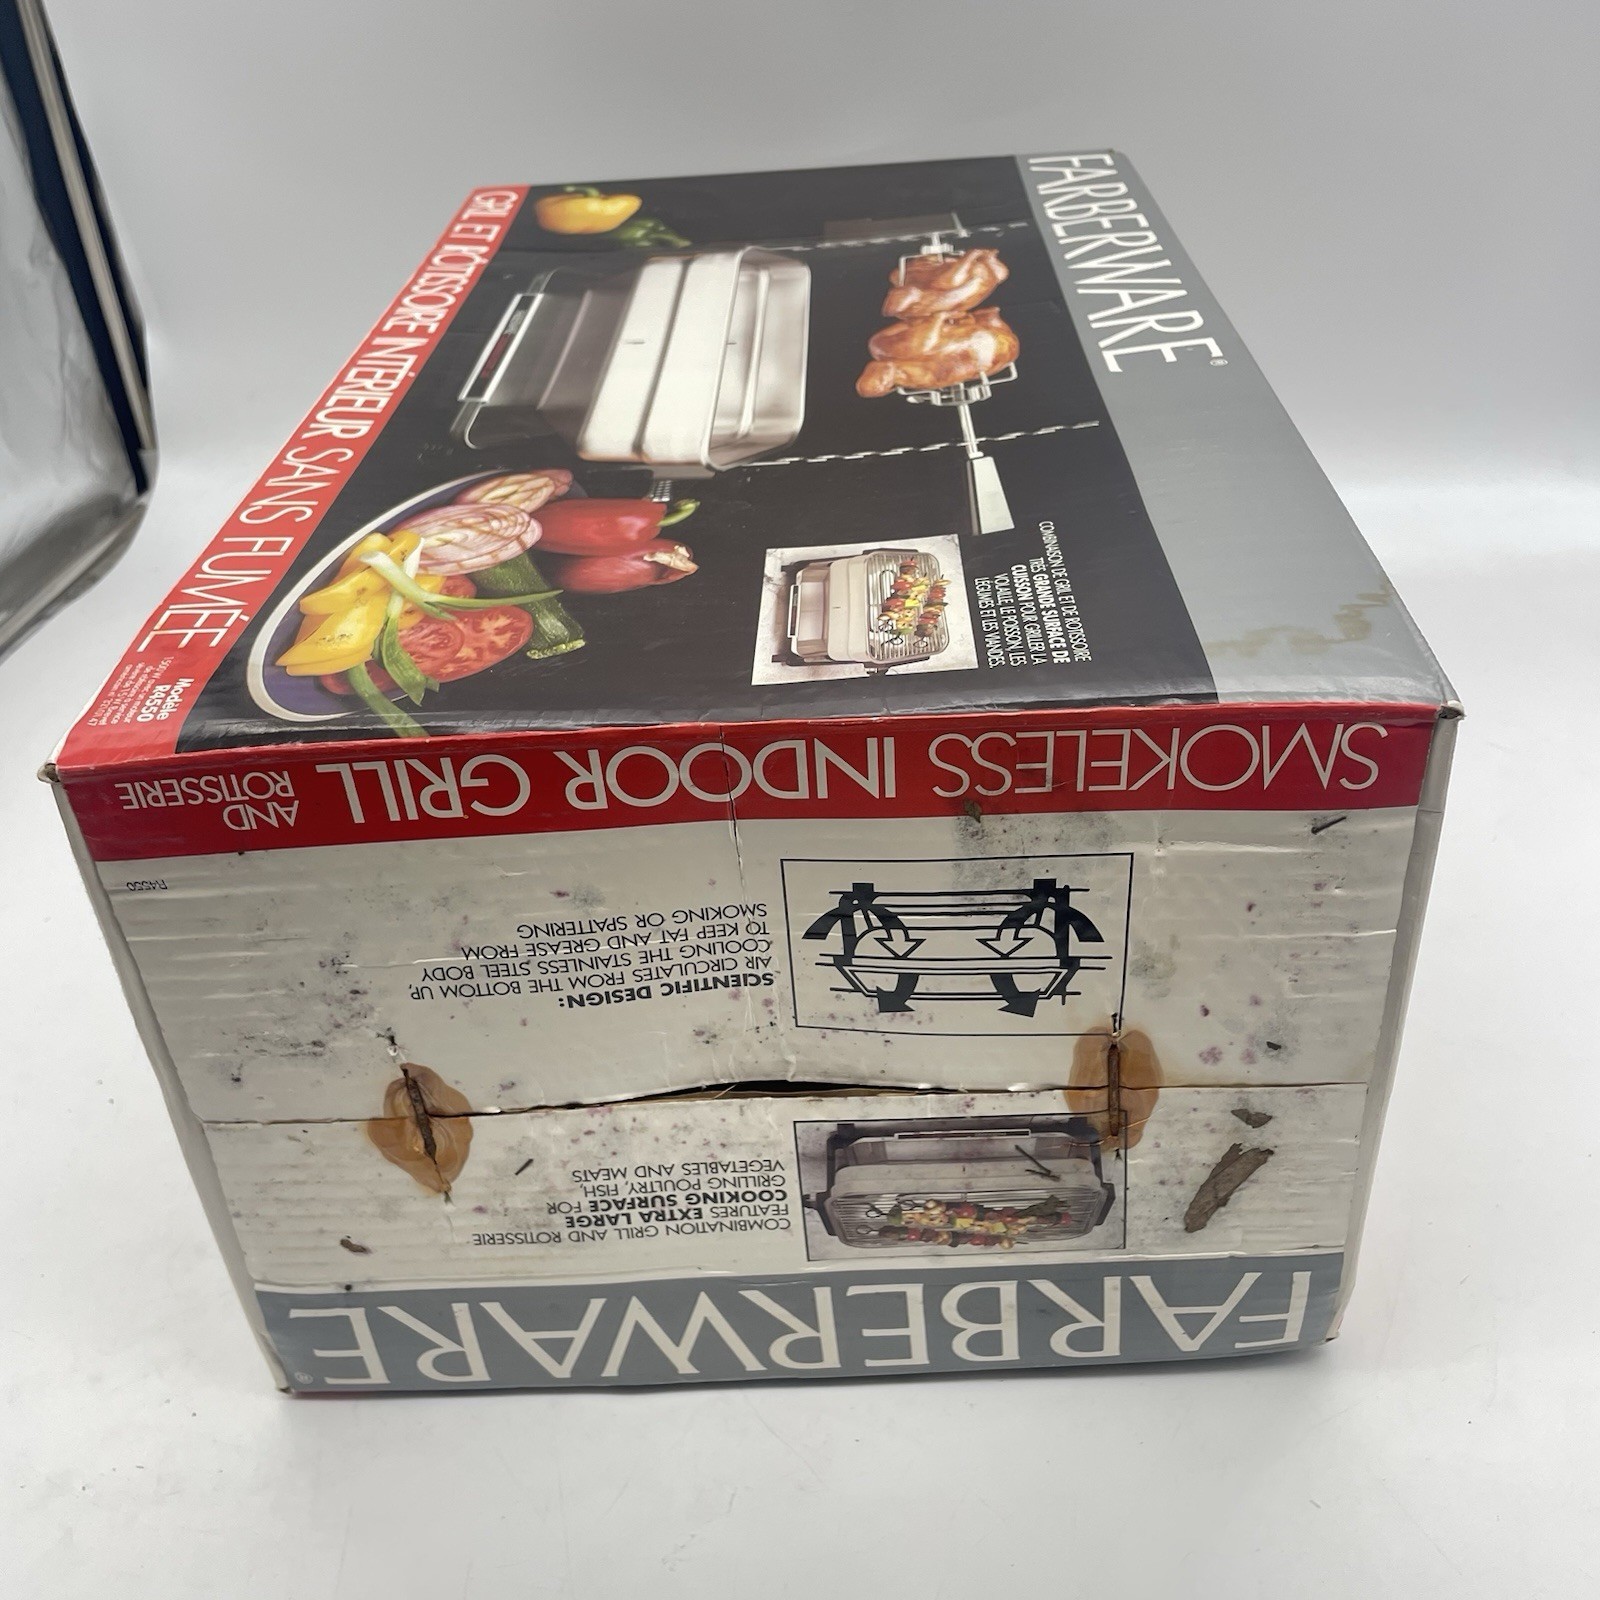 FARBERWARE®
COMBINAISON DE GRIL ET DE ROTISSOIRE
TRÈS GRANDE SURFACE DE
CUISSON POUR GRILLER LA
VOLAILLE, LE POISSON, LES
LÉGUMES ET LES VIANDES.
GRIL ET RÔTISSOIRE INTÉRIEUR SANS FUMÉE
Modèle
R4550
SMOKELESS INDOOR GRILL
AND
ROTISSERIE
R4550
SCIENTIFIC DESIGN:
AIR CIRCULATES FROM THE BOTTOM UP,
COOLING THE STAINLESS STEEL BODY
TO KEEP FAT AND GREASE FROM
SMOKING OR SPATTERING
COMBINATION GRILL AND ROTISSERIE
FEATURES EXTRA LARGE
COOKING SURFACE FOR
GRILLING POULTRY, FISH,
VEGETABLES AND MEATS
FARBERWARE®